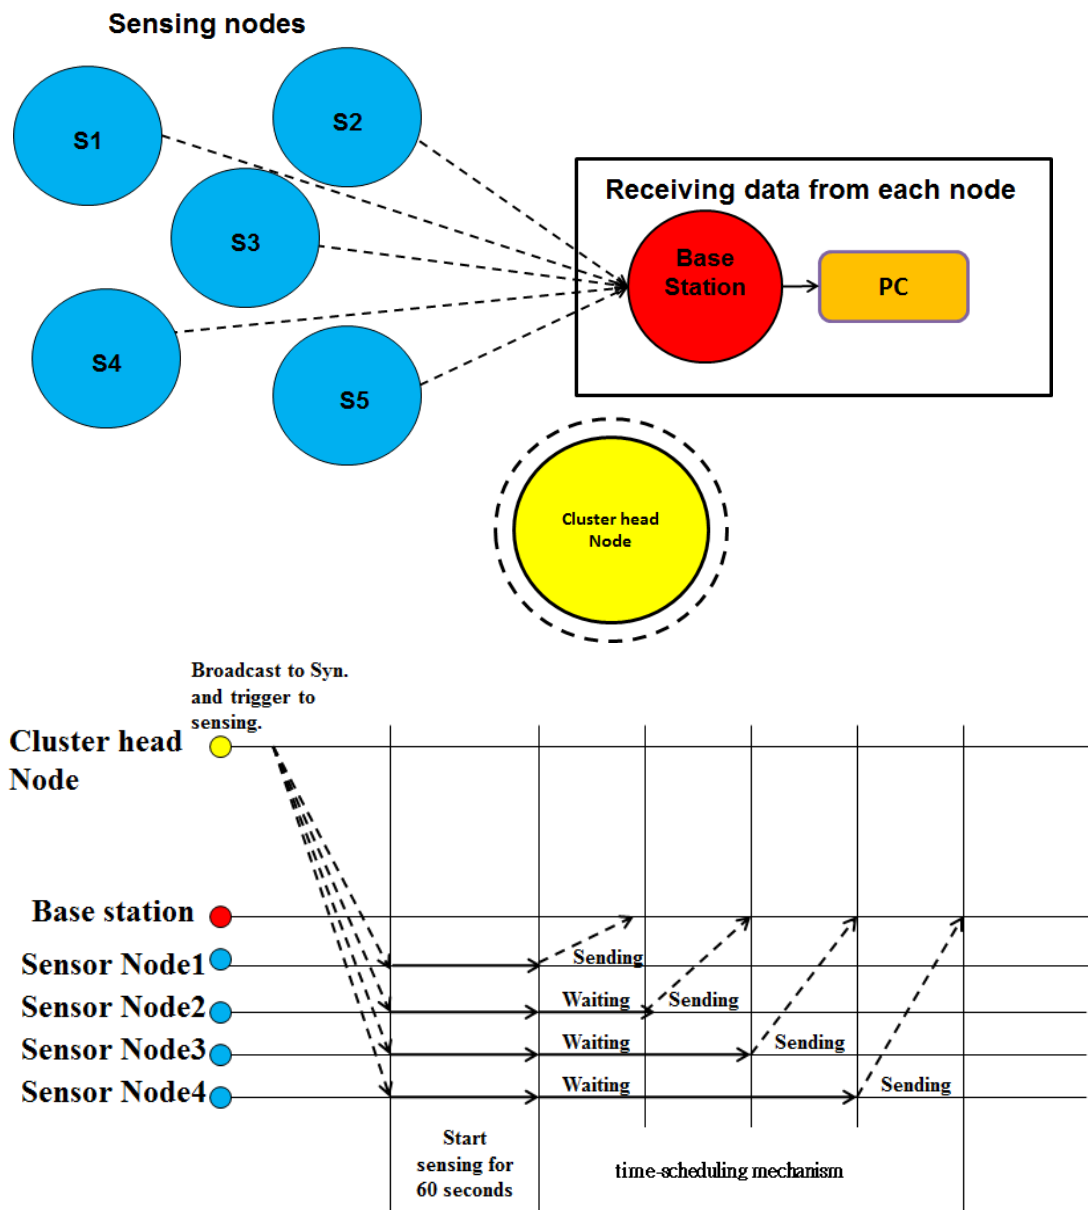 Sensing nodes
S1
S2
S3
S4
S5
Receiving data from each node
Base
Station
PC
Cluster head
Node
Broadcast to Syn.
and trigger to
sensing.
Cluster head
Node
Base station
Sensor Node1
Sending
Sensor Node2
Waiting
Sending
Sensor Node3
Waiting
Sending
Sensor Node4
Waiting
Sending
Start
sensing for
60 seconds
time-scheduling mechanism